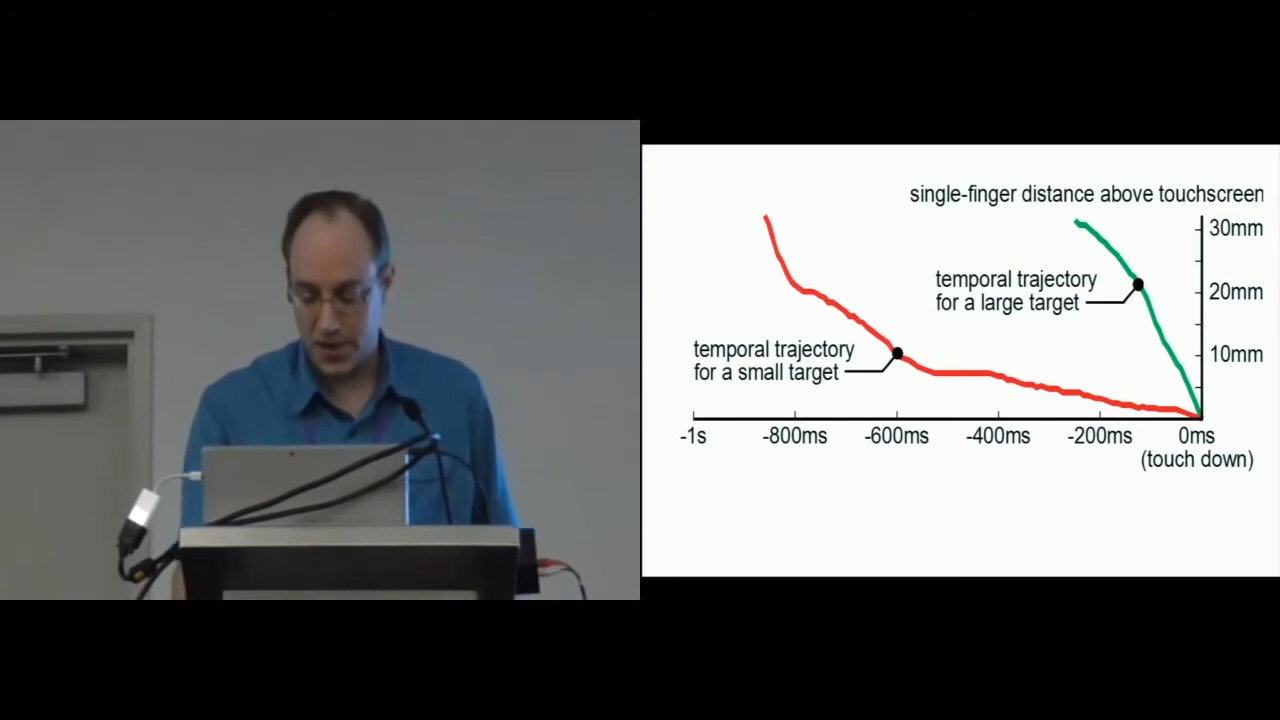 single-finger distance above touchscreen
30mm
temporal trajectory
for a large target
20mm
temporal trajectory
for a small target
10mm
-1s
-800ms
-600ms
-400ms
-200ms
0ms
(touch down)